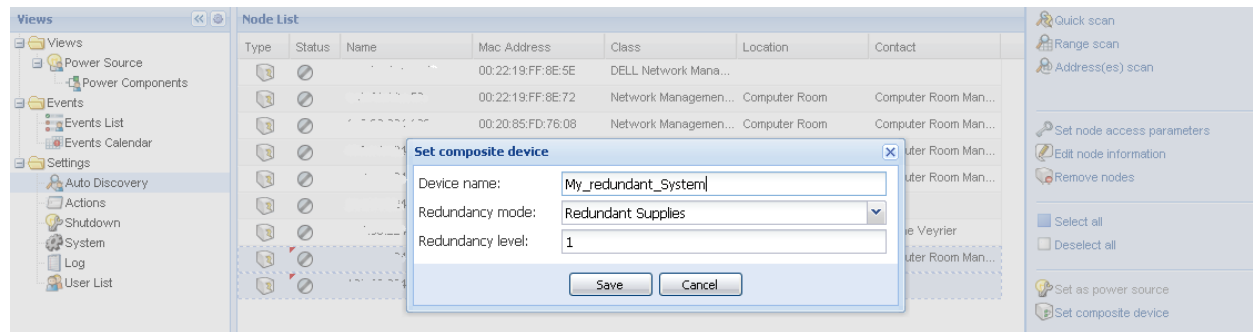 Views
Views
Power Source
Power Components
Events
Events List
Events Calendar
Settings
Auto Discovery
Actions
Shutdown
System
Log
User List
Node List
Type Status Name Mac Address Class Location Contact
00:22:19:FF:8E:5E DELL Network Mana...
00:22:19:FF:8E:72 Network Managemen... Computer Room Computer Room Man...
00:20:85:FD:76:08 Network Managemen... Computer Room Computer Room Man...
uter Room Man...
uter Room Man...
e Veyrier
uter Room Man...
Set composite device
Device name: My_redundant_System
Redundancy mode: Redundant Supplies
Redundancy level: 1
Save Cancel
Quick scan
Range scan
Address(es) scan
Set node access parameters
Edit node information
Remove nodes
Select all
Deselect all
Set as power source
Set composite device